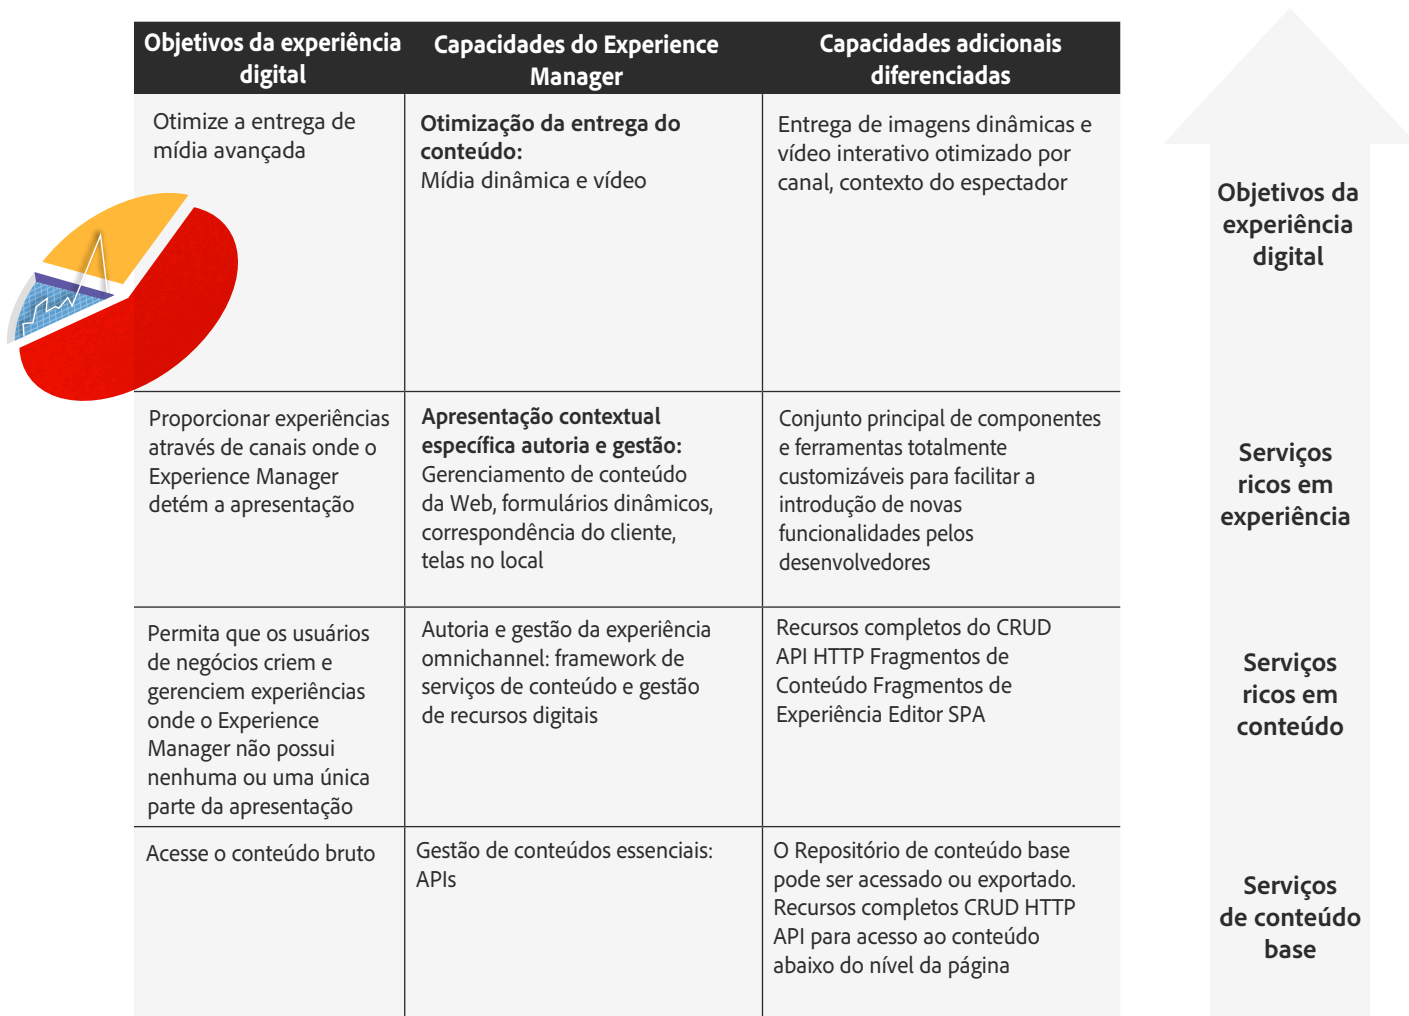 Objetivos da experiência
digital
Capacidades do Experience
Manager
Capacidades adicionais
diferenciadas
Otimize a entrega de
mídia avançada
Otimização da entrega do
conteúdo:
Mídia dinâmica e vídeo
Entrega de imagens dinâmicas e
vídeo interativo otimizado por
canal, contexto do espectador
Objetivos da
experiência
digital
Proporcionar experiências
através de canais onde o
Experience Manager
detém a apresentação
Apresentação contextual
específica autoria e gestão:
Gerenciamento de conteúdo
da Web, formulários dinâmicos,
correspondência do cliente,
telas no local
Conjunto principal de componentes
e ferramentas totalmente
customizáveis para facilitar a
introdução de novas
funcionalidades pelos
desenvolvedores
Serviços
ricos em
experiência
Permita que os usuários
de negócios criem e
gerenciem experiências
onde o Experience
Manager não possui
nenhuma ou uma única
parte da apresentação
Autoria e gestão da experiência
omnichannel: framework de
serviços de conteúdo e gestão
de recursos digitais
Recursos completos do CRUD
API HTTP Fragmentos de
Conteúdo Fragmentos de
Experiência Editor SPA
Serviços
ricos em
conteúdo
Acesse o conteúdo bruto
Gestão de conteúdos essenciais:
APIs
O Repositório de conteúdo base
pode ser acessado ou exportado.
Recursos completos CRUD HTTP
API para acesso ao conteúdo
abaixo do nível da página
Serviços
de conteúdo
base